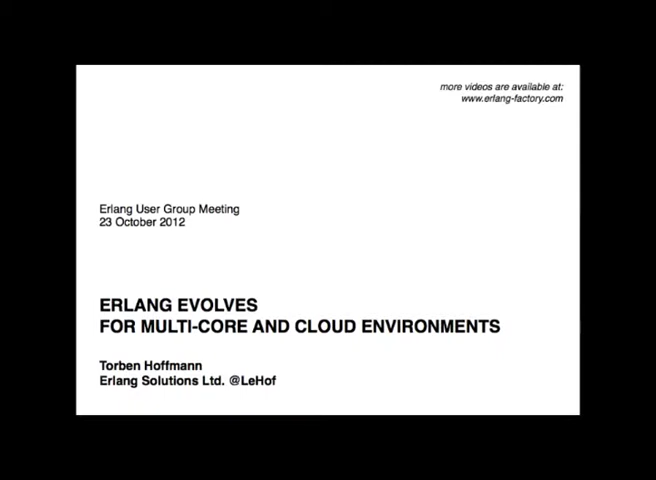 more videos are available at:
www.erlang-factory.com
Erlang User Group Meeting
23 October 2012
ERLANG EVOLVES
FOR MULTI-CORE AND CLOUD ENVIRONMENTS
Torben Hoffmann
Erlang Solutions Ltd. @LeHof